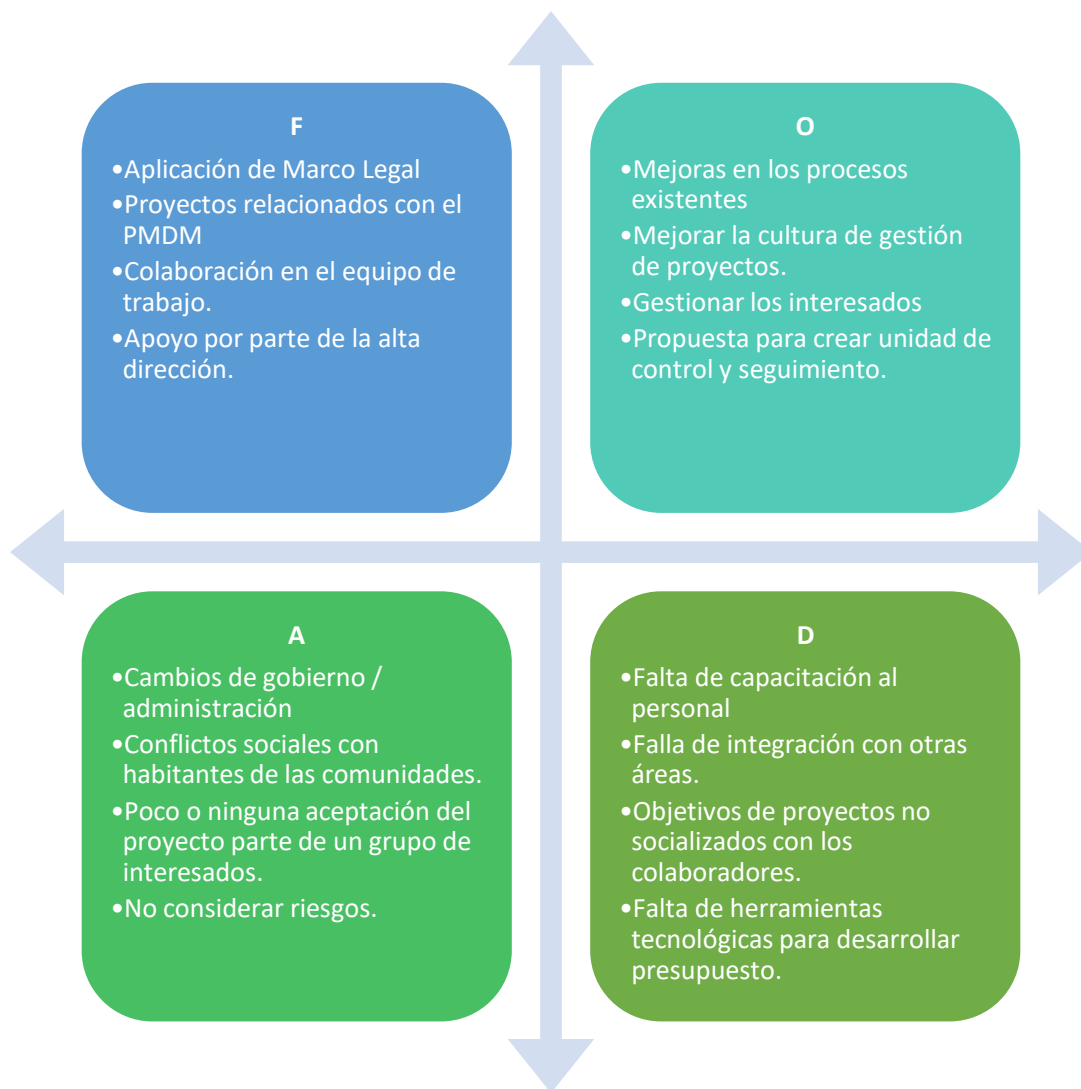 F
•Aplicación de Marco Legal
•Proyectos relacionados con el
PMDM
•Colaboración en el equipo de
trabajo.
•Apoyo por parte de la alta
dirección.
O
•Mejoras en los procesos
existentes
•Mejorar la cultura de gestión
de proyectos.
•Gestionar los interesados
•Propuesta para crear unidad de
control y seguimiento.
A
•Cambios de gobierno /
administración
•Conflictos sociales con
habitantes de las comunidades.
•Poco o ninguna aceptación del
proyecto parte de un grupo de
interesados.
•No considerar riesgos.
D
•Falta de capacitación al
personal
•Falla de integración con otras
áreas.
•Objetivos de proyectos no
socializados con los
colaboradores.
•Falta de herramientas
tecnológicas para desarrollar
presupuesto.